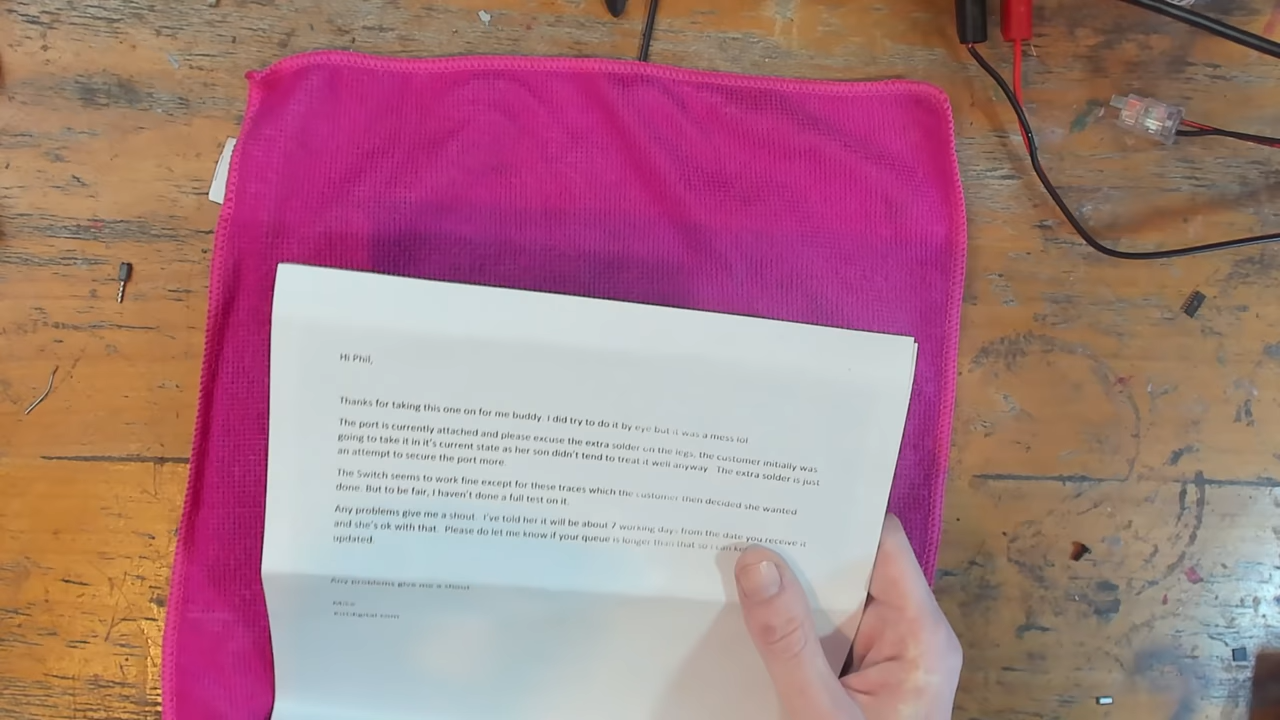 Hi Phil,
Thanks for taking this one on for me buddy. I did try to do it by eye but it was a mess lol
The port is currently attached and please excuse the extra solder on the legs, the customer initially was
going to take it in it's current state as her son didn't tend to treat it well anyway The extra solder is just
an attempt to secure the port more.
The Switch seems to work fine except for these traces which the customer then decided she wanted
done. But to be fair, I haven't done a full test on it.
Any problems give me a shout. I've told her it will be about 7 working days from the date you receive it
and she's ok with that. Please do let me know if your queue is longer than that so I can
updated.
Any problems give me a shout